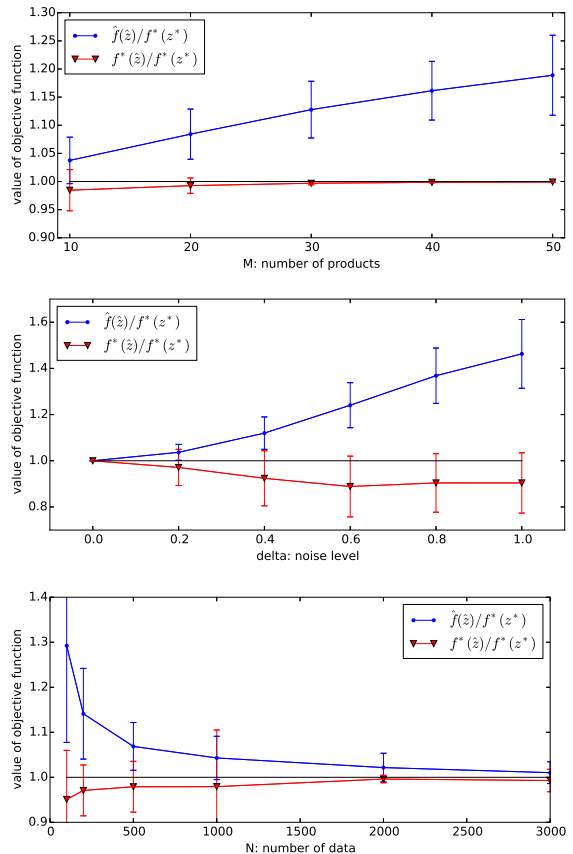 1.30
1.25
1.20
1.15
1.10
1.05
1.00
0.95
0.90
value of objective function
f̂(ẑ)/f*(z*)
f*(ẑ)/f*(z*)
10 20 30 40 50
M: number of products
1.6
1.4
1.2
1.0
0.8
value of objective function
f̂(ẑ)/f*(z*)
f*(ẑ)/f*(z*)
0.0 0.2 0.4 0.6 0.8 1.0
delta: noise level
1.4
1.3
1.2
1.1
1.0
0.9
value of objective function
f̂(ẑ)/f*(z*)
f*(ẑ)/f*(z*)
0 500 1000 1500 2000 2500 3000
N: number of data